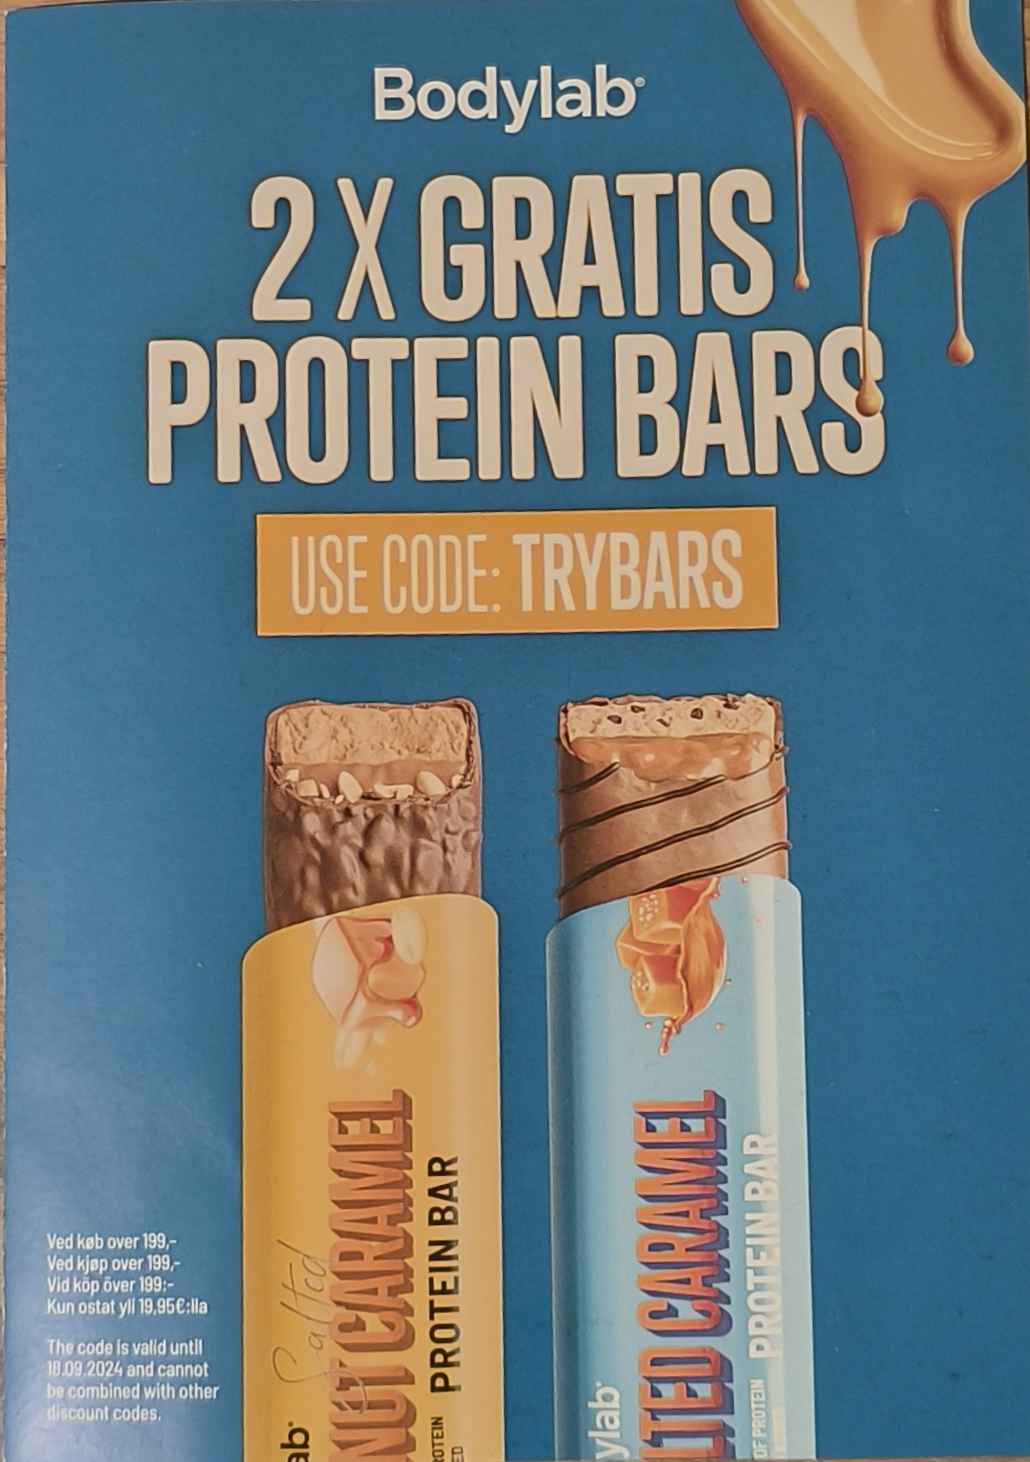 Bodylab
2 X GRATIS
PROTEIN BARS
USE CODE: TRYBARS
Salted
CARAMEL
PROTEIN BAR
CARAMEL
PROTEIN BAR
OF PROTEIN
Ved køb over 199,-
Ved kjøp over 199,-
Vid köp över 199:-
Kun ostat yli 19,95€:lla
The code is valid until
18.09.2024 and cannot
be combined with other
discount codes.